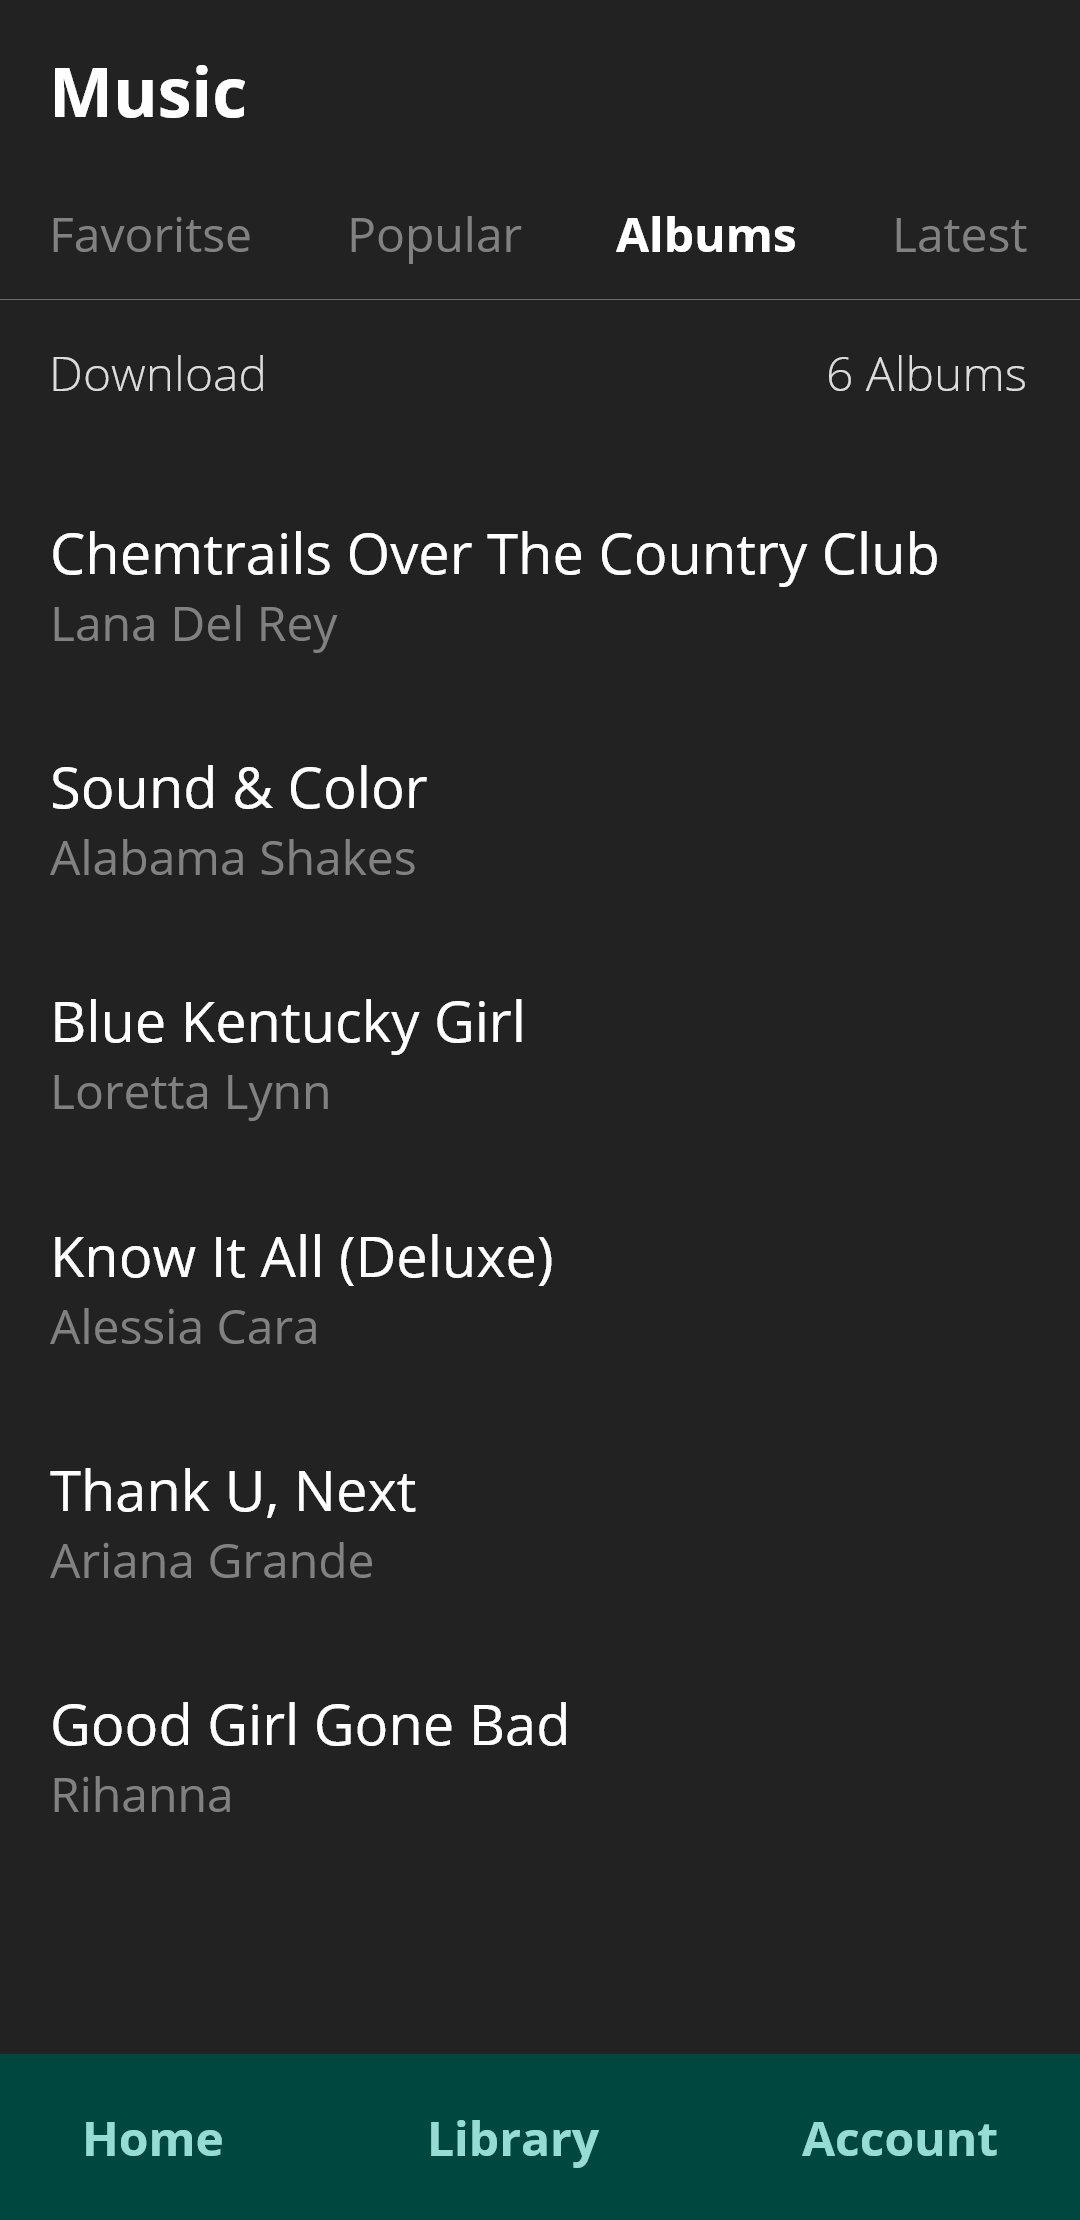 Music
Favoritse Popular Albums Latest
Download 6 Albums
Chemtrails Over The Country Club
Lana Del Rey
Sound & Color
Alabama Shakes
Blue Kentucky Girl
Loretta Lynn
Know It All (Deluxe)
Alessia Cara
Thank U, Next
Ariana Grande
Good Girl Gone Bad
Rihanna
Home Library Account